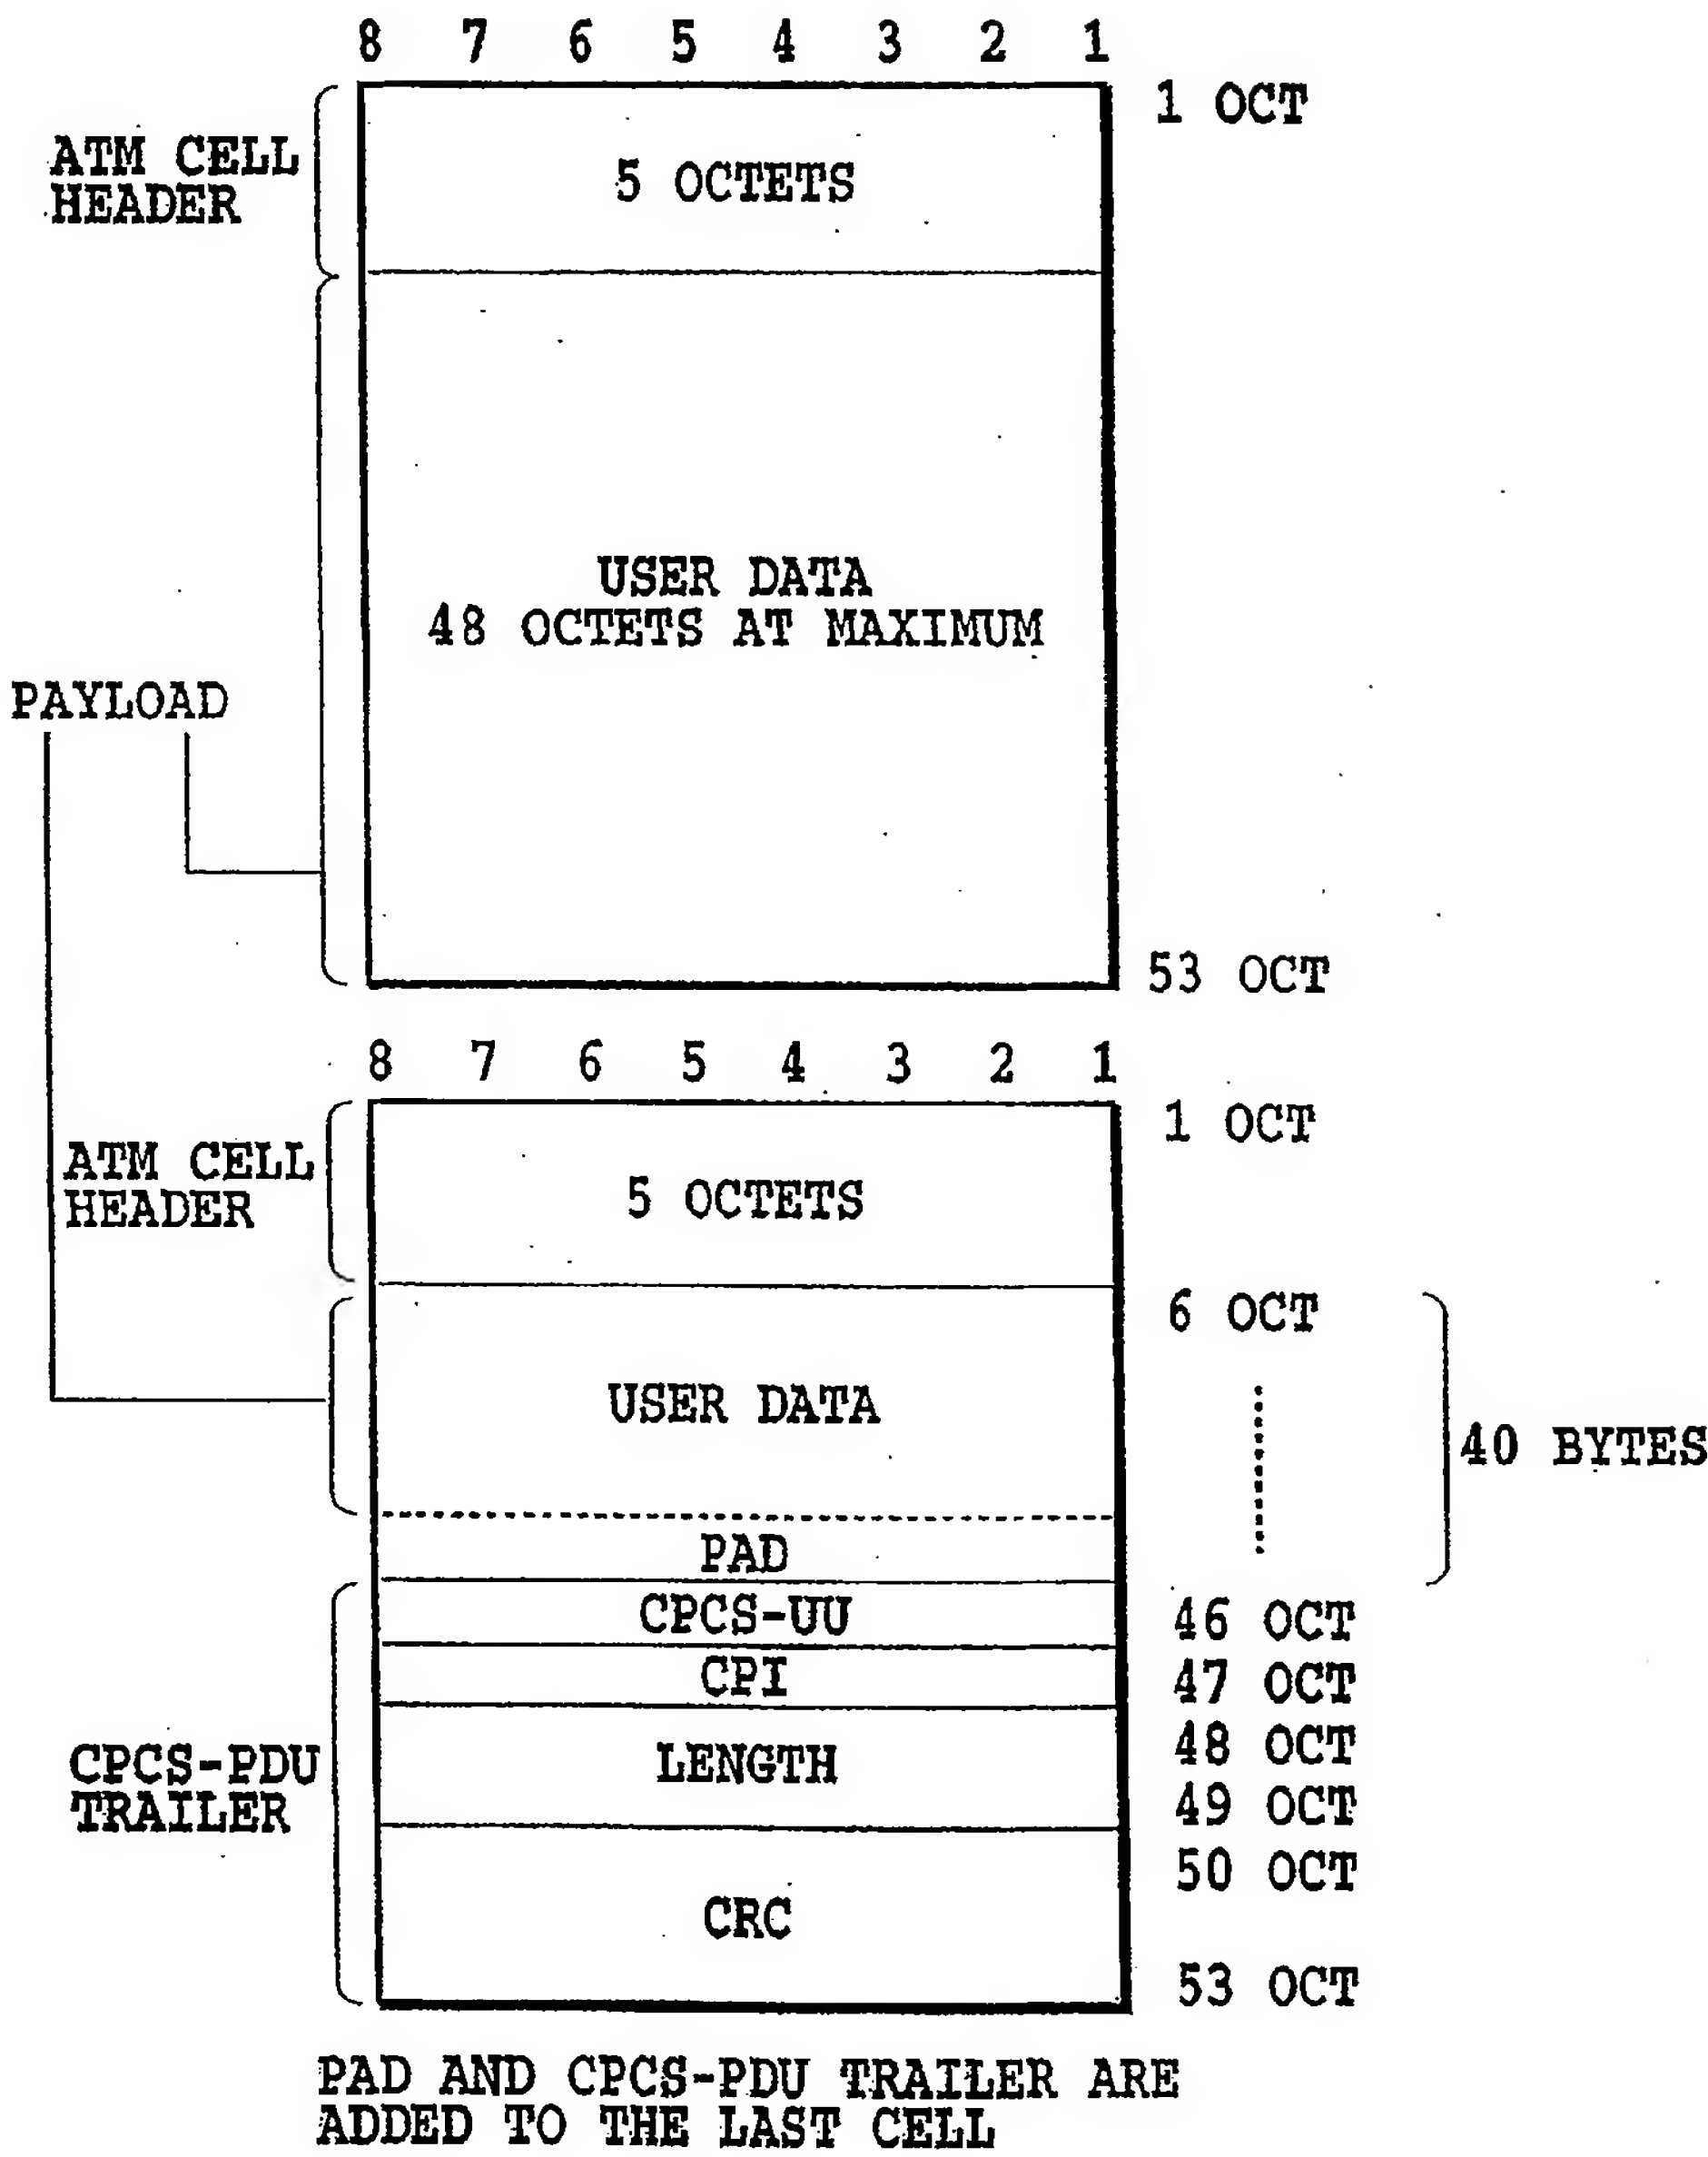 8 7 6 5 4 3 2 1
1 OCT
ATM CELL
HEADER
5 OCTETS
USER DATA
48 OCTETS AT MAXIMUM
PAYLOAD
53 OCT
8 7 6 5 4 3 2 1
1 OCT
ATM CELL
HEADER
5 OCTETS
6 OCT
USER DATA
40 BYTES
PAD
CPCS-UU
46 OCT
CPI
47 OCT
48 OCT
CPCS-PDU
TRAILER
LENGTH
49 OCT
50 OCT
CRC
53 OCT
PAD AND CPCS-PDU TRAILER ARE
ADDED TO THE LAST CELL